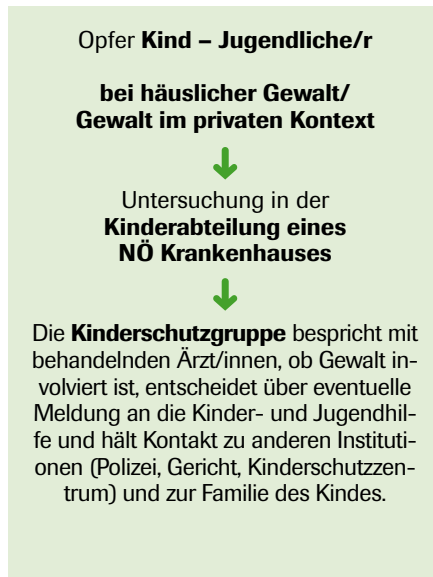 Opfer Kind – Jugendliche/r
bei häuslicher Gewalt/
Gewalt im privaten Kontext
Untersuchung in der
Kinderabteilung eines
NÖ Krankenhauses
Die Kinderschutzgruppe bespricht mit
behandelnden Ärzt/innen, ob Gewalt in-
volviert ist, entscheidet über eventuelle
Meldung an die Kinder- und Jugendhil-
fe und hält Kontakt zu anderen Instituti-
onen (Polizei, Gericht, Kinderschutzzen-
trum) und zur Familie des Kindes.